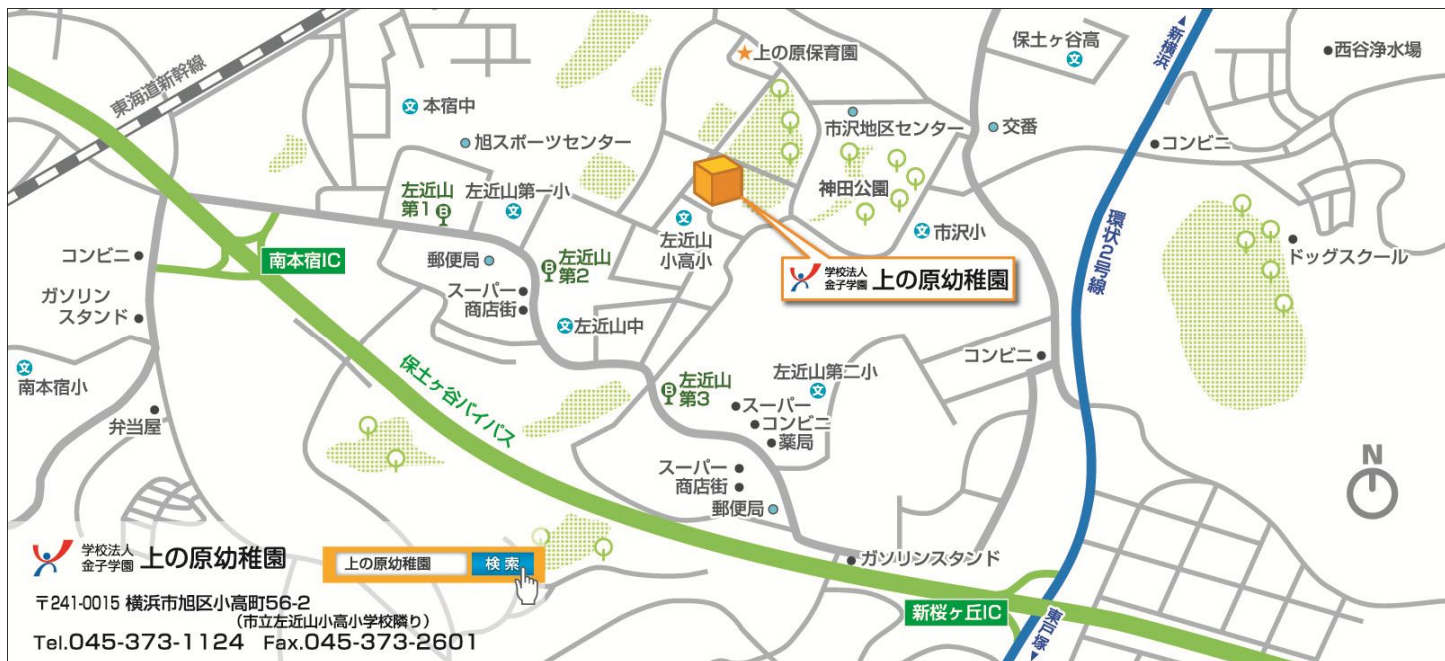 東海道新幹線
本宿中
旭スポーツセンター
★上の原保育園
保土ヶ谷高
▲新横浜
西谷浄水場
市沢地区センター
交番
コンビニ
左近山
第1
左近山第一小
神田公園
左近山
小高小
市沢小
環状2号線
ドッグスクール
コンビニ
南本宿IC
郵便局
左近山
第2
学校法人
金子学園
上の原幼稚園
ガソリン
スタンド
スーパー
商店街
左近山中
コンビニ
南本宿小
保土ヶ谷バイパス
左近山
第3
左近山第二小
スーパー
コンビニ
薬局
弁当屋
スーパー
商店街
郵便局
N
ガソリンスタンド
新桜ヶ丘IC
東戸塚▼
学校法人
金子学園
上の原幼稚園
上の原幼稚園
検索
〒241-0015 横浜市旭区小高町56-2
(市立左近山小高小学校隣り)
Tel.045-373-1124 Fax.045-373-2601